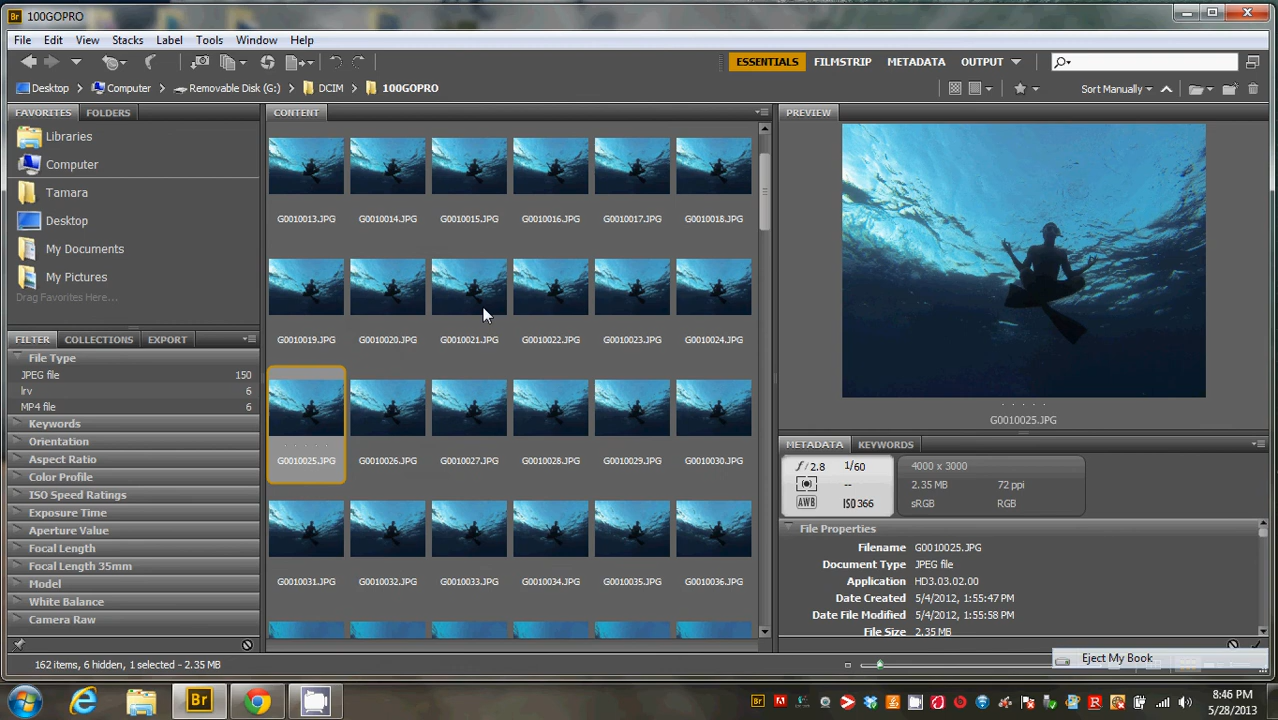 Br 100GOPRO
File Edit View Stacks Label Tools Window Help
ESSENTIALS FILMSTRIP METADATA OUTPUT
Desktop Computer Removable Disk (G:) DCIM 100GOPRO
Sort Manually
FAVORITES FOLDERS
Libraries
Computer
Tamara
Desktop
My Documents
My Pictures
Drag Favorites Here...
FILTER COLLECTIONS EXPORT
File Type
JPEG file 150
lrv 6
MP4 file 6
Keywords
Orientation
Aspect Ratio
Color Profile
ISO Speed Ratings
Exposure Time
Aperture Value
Focal Length
Focal Length 35mm
Model
White Balance
Camera Raw
CONTENT
G0010013.JPG G0010014.JPG G0010015.JPG G0010016.JPG G0010017.JPG G0010018.JPG
G0010019.JPG G0010020.JPG G0010021.JPG G0010022.JPG G0010023.JPG G0010024.JPG
G0010025.JPG G0010026.JPG G0010027.JPG G0010028.JPG G0010029.JPG G0010030.JPG
G0010031.JPG G0010032.JPG G0010033.JPG G0010034.JPG G0010035.JPG G0010036.JPG
PREVIEW
G0010025.JPG
METADATA KEYWORDS
f/2.8 1/60
--
AWB ISO 366
4000 x 3000
2.35 MB 72 ppi
sRGB RGB
File Properties
Filename G0010025.JPG
Document Type JPEG file
Application HD3.03.02.00
Date Created 5/4/2012, 1:55:47 PM
Date File Modified 5/4/2012, 1:55:58 PM
File Size 2.35 MB
162 items, 6 hidden, 1 selected - 2.35 MB
Eject My Book
Br
8:46 PM
5/28/2013